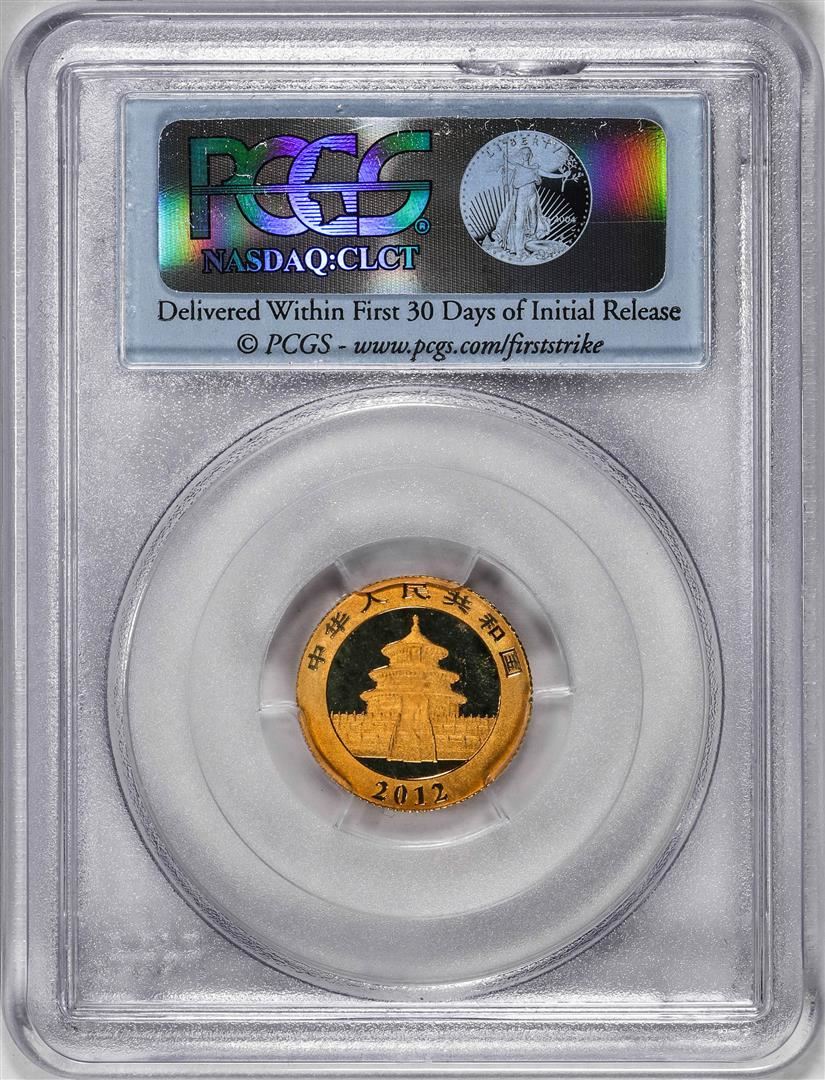 PCGS®
NASDAQ:CLCT
LIBERTY
2004
Delivered Within First 30 Days of Initial Release
© PCGS - www.pcgs.com/firststrike
中华人民共和国
2012